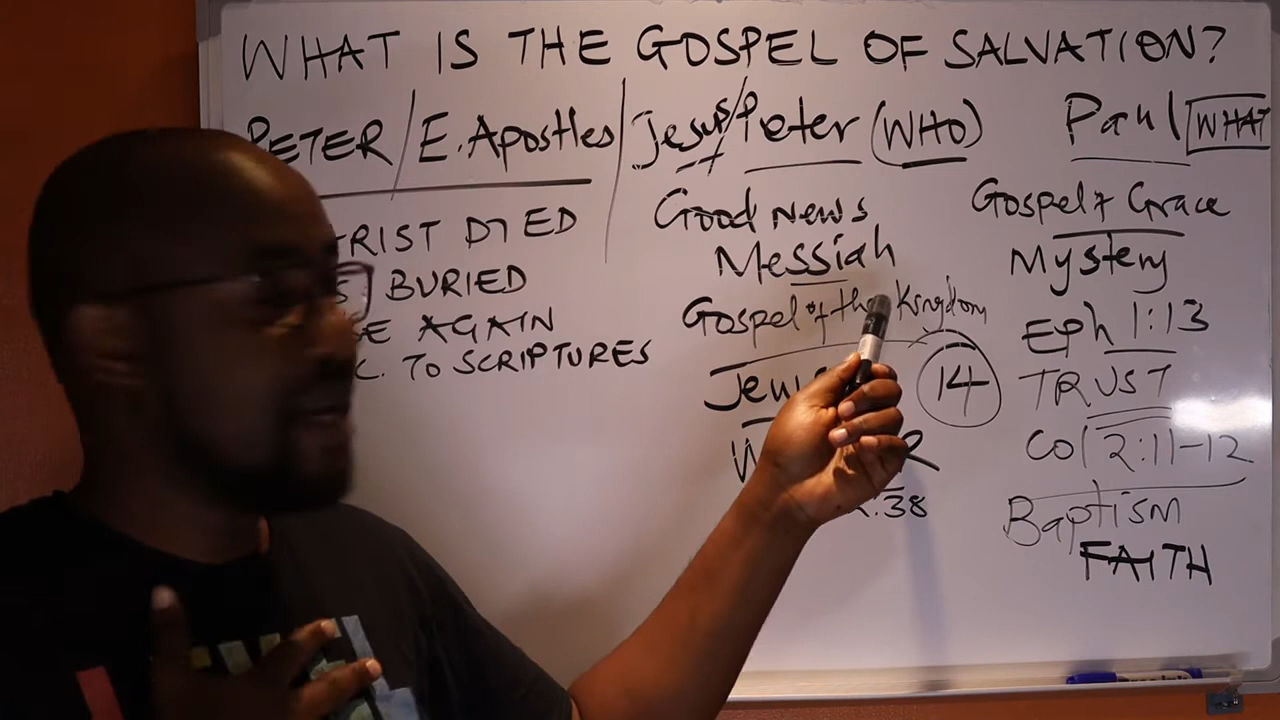 WHAT IS THE GOSPEL OF SALVATION?
PETER / E. Apostles / Jesus / Peter (WHO)
Paul WHAT
RIST DIED
BURIED
AGAIN
C. TO SCRIPTURES
Good News
Messiah
Gospel of the Kingdom
14
:38
Gospel of Grace
Mystery
Eph 1:13
TRUST
Col 2:11-12
Baptism
FAITH